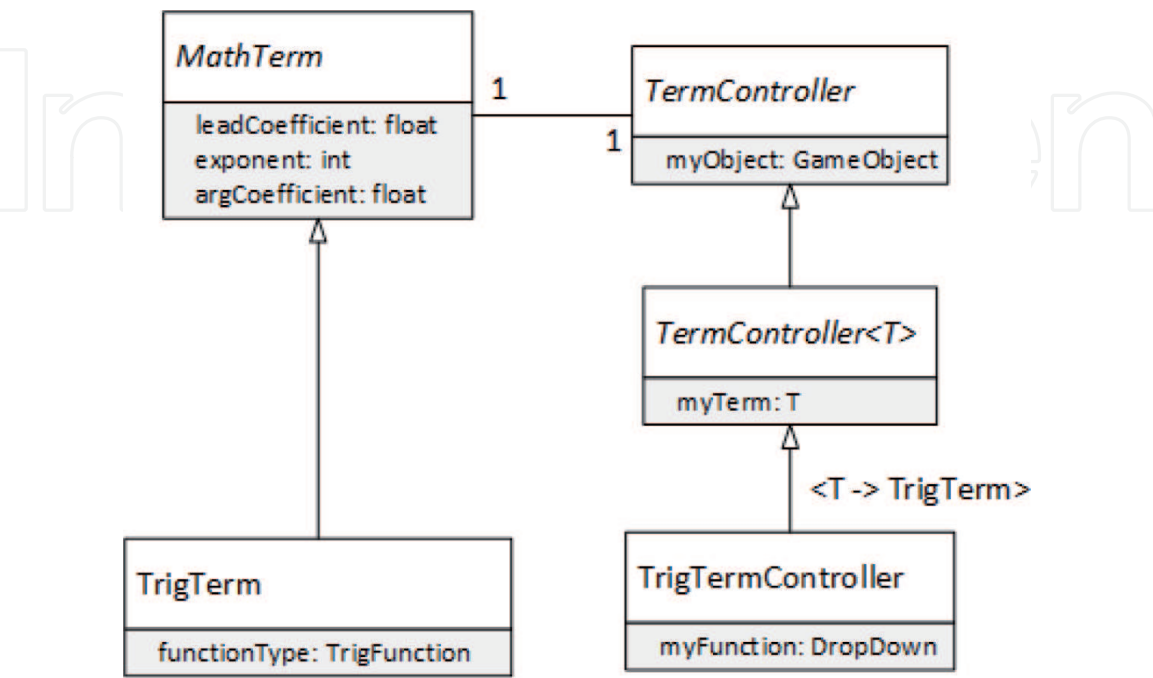 MathTerm
leadCoefficient: float
exponent: int
argCoefficient: float
1
1
TermController
myObject: GameObject
TermController<T>
myTerm: T
<T -> TrigTerm>
TrigTerm
functionType: TrigFunction
TrigTermController
myFunction: DropDown